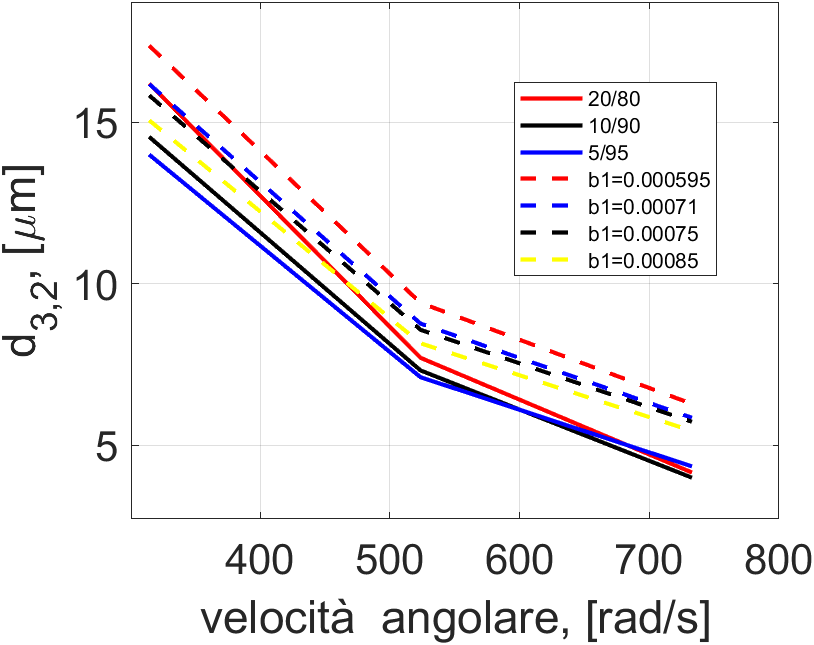 d3,2, [μm]
15
10
5
400 500 600 700 800
velocità angolare, [rad/s]
20/80
10/90
5/95
b1=0.000595
b1=0.00071
b1=0.00075
b1=0.00085